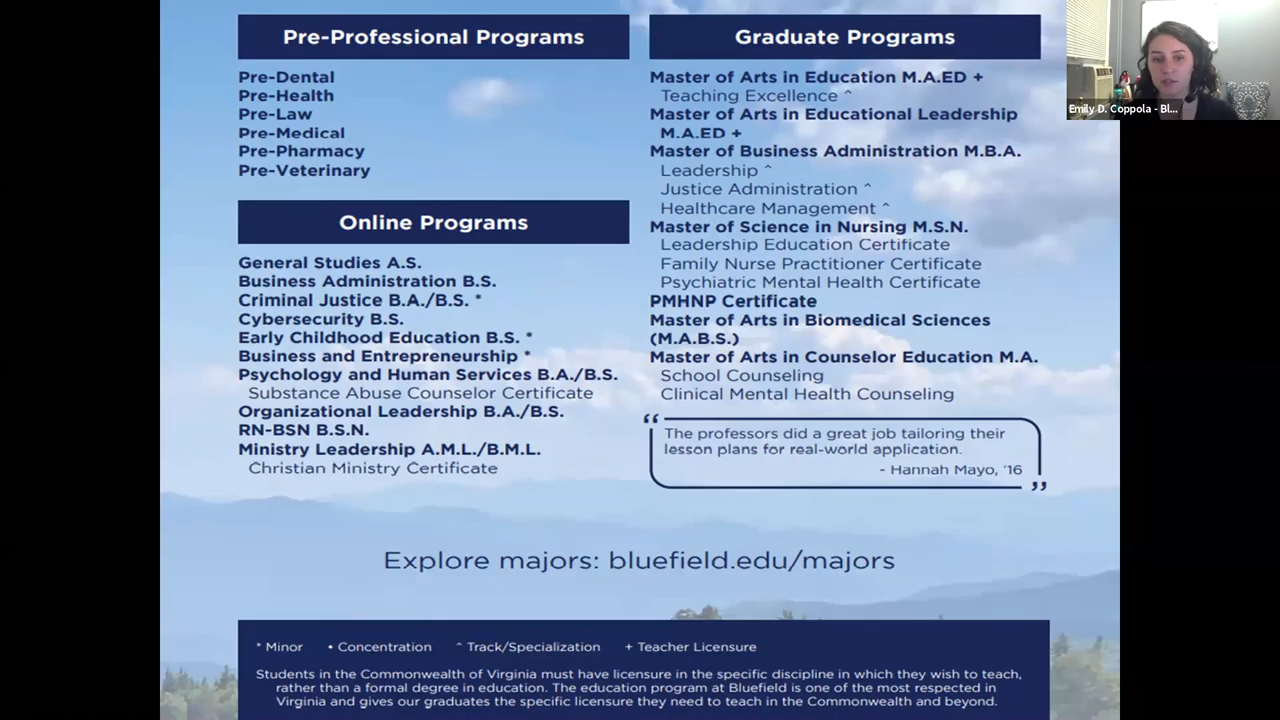 Pre-Professional Programs
Pre-Dental
Pre-Health
Pre-Law
Pre-Medical
Pre-Pharmacy
Pre-Veterinary
Online Programs
General Studies A.S.
Business Administration B.S.
Criminal Justice B.A./B.S. *
Cybersecurity B.S.
Early Childhood Education B.S. *
Business and Entrepreneurship *
Psychology and Human Services B.A./B.S.
Substance Abuse Counselor Certificate
Organizational Leadership B.A./B.S.
RN-BSN B.S.N.
Ministry Leadership A.M.L./B.M.L.
Christian Ministry Certificate
Graduate Programs
Master of Arts in Education M.A.ED +
Teaching Excellence ^
Master of Arts in Educational Leadership
M.A.ED +
Master of Business Administration M.B.A.
Leadership ^
Justice Administration ^
Healthcare Management ^
Master of Science in Nursing M.S.N.
Leadership Education Certificate
Family Nurse Practitioner Certificate
Psychiatric Mental Health Certificate
PMHNP Certificate
Master of Arts in Biomedical Sciences
(M.A.B.S.)
Master of Arts in Counselor Education M.A.
School Counseling
Clinical Mental Health Counseling
“ The professors did a great job tailoring their
lesson plans for real-world application.
- Hannah Mayo, '16 ”
Explore majors: bluefield.edu/majors
* Minor • Concentration ^ Track/Specialization + Teacher Licensure
Students in the Commonwealth of Virginia must have licensure in the specific discipline in which they wish to teach,
rather than a formal degree in education. The education program at Bluefield is one of the most respected in
Virginia and gives our graduates the specific licensure they need to teach in the Commonwealth and beyond.
Emily D. Coppola - Bl...